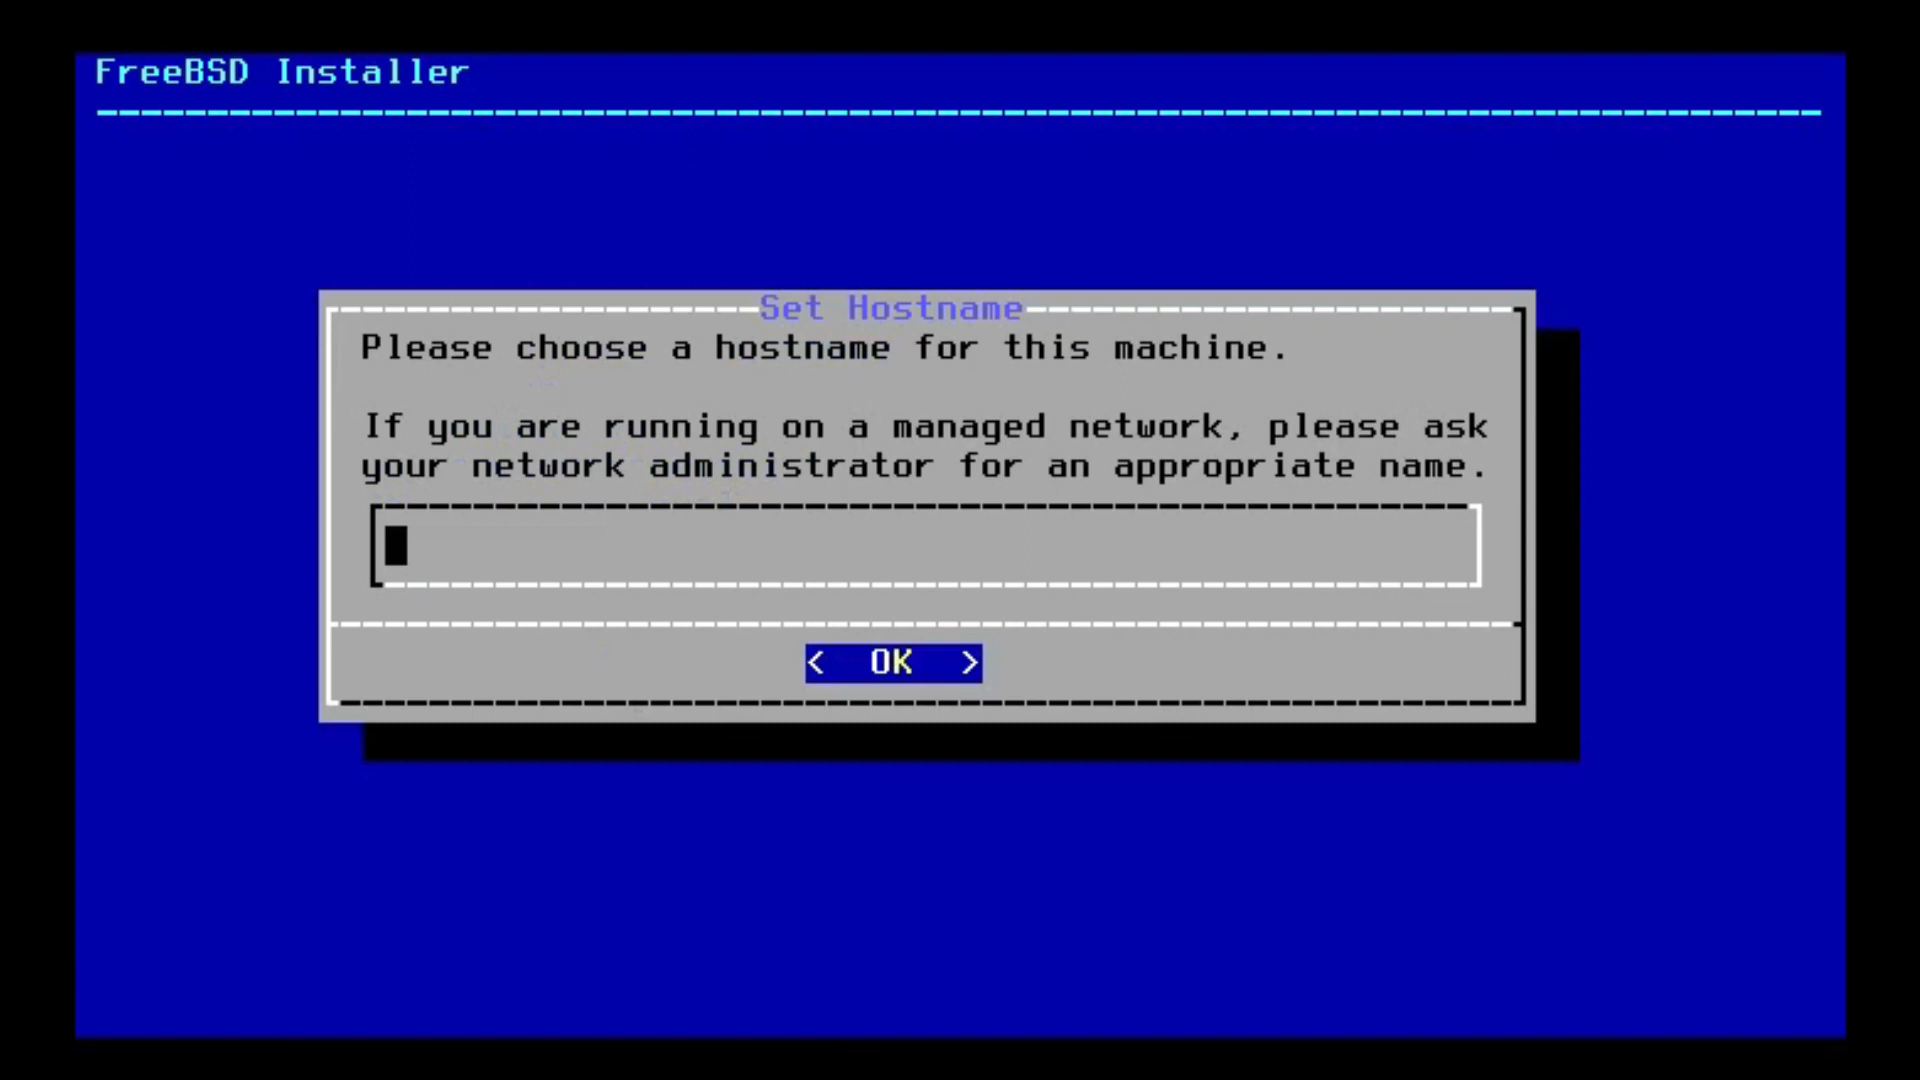 FreeBSD Installer
Set Hostname
Please choose a hostname for this machine.
If you are running on a managed network, please ask
your network administrator for an appropriate name.
<  OK  >